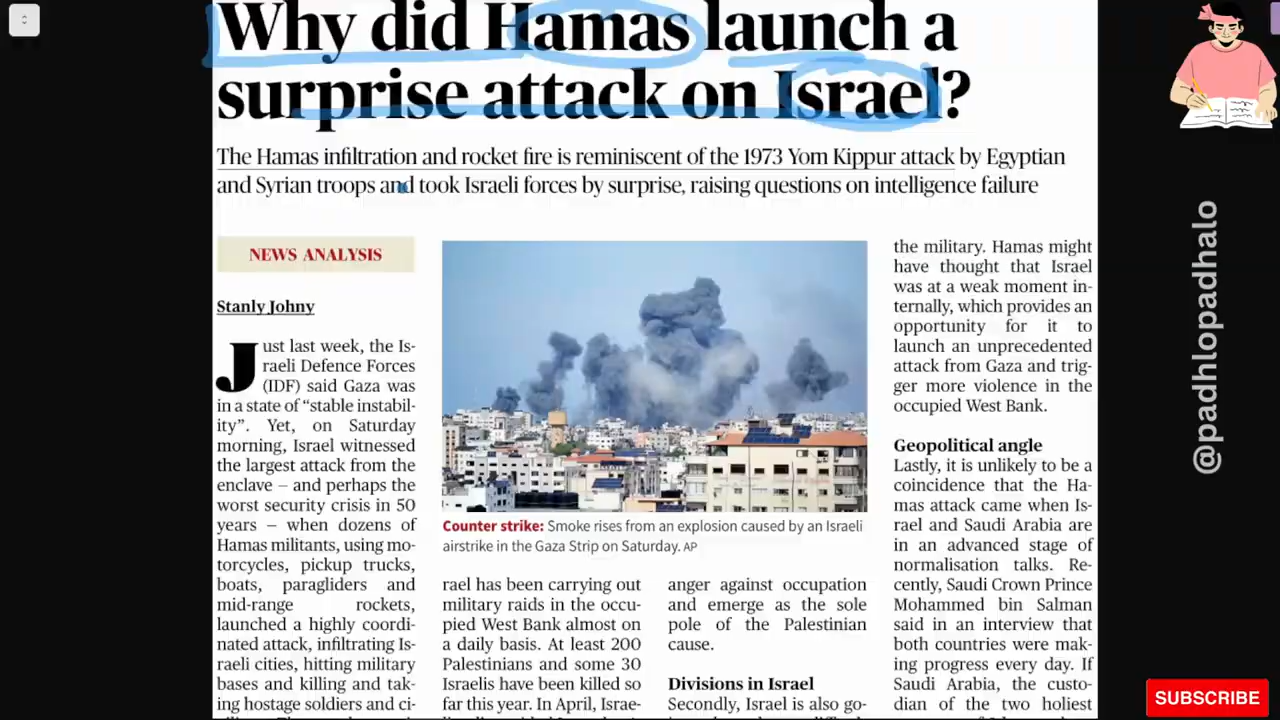 Why did Hamas launch a
surprise attack on Israel?
The Hamas infiltration and rocket fire is reminiscent of the 1973 Yom Kippur attack by Egyptian
and Syrian troops and took Israeli forces by surprise, raising questions on intelligence failure
NEWS ANALYSIS
Stanly Johny
Just last week, the Is-
raeli Defence Forces
(IDF) said Gaza was
in a state of “stable instabil-
ity”. Yet, on Saturday
morning, Israel witnessed
the largest attack from the
enclave – and perhaps the
worst security crisis in 50
years – when dozens of
Hamas militants, using mo-
torcycles, pickup trucks,
boats, paragliders and
mid-range rockets,
launched a highly coordi-
nated attack, infiltrating Is-
raeli cities, hitting military
bases and killing and tak-
ing hostage soldiers and ci-
Counter strike: Smoke rises from an explosion caused by an Israeli
airstrike in the Gaza Strip on Saturday. AP
rael has been carrying out
military raids in the occu-
pied West Bank almost on
a daily basis. At least 200
Palestinians and some 30
Israelis have been killed so
far this year. In April, Israe-
anger against occupation
and emerge as the sole
pole of the Palestinian
cause.
Divisions in Israel
Secondly, Israel is also go-
the military. Hamas might
have thought that Israel
was at a weak moment in-
ternally, which provides an
opportunity for it to
launch an unprecedented
attack from Gaza and trig-
ger more violence in the
occupied West Bank.
Geopolitical angle
Lastly, it is unlikely to be a
coincidence that the Ha-
mas attack came when Is-
rael and Saudi Arabia are
in an advanced stage of
normalisation talks. Re-
cently, Saudi Crown Prince
Mohammed bin Salman
said in an interview that
both countries were mak-
ing progress every day. If
Saudi Arabia, the custo-
dian of the two holiest
@padhlopadhalo
SUBSCRIBE